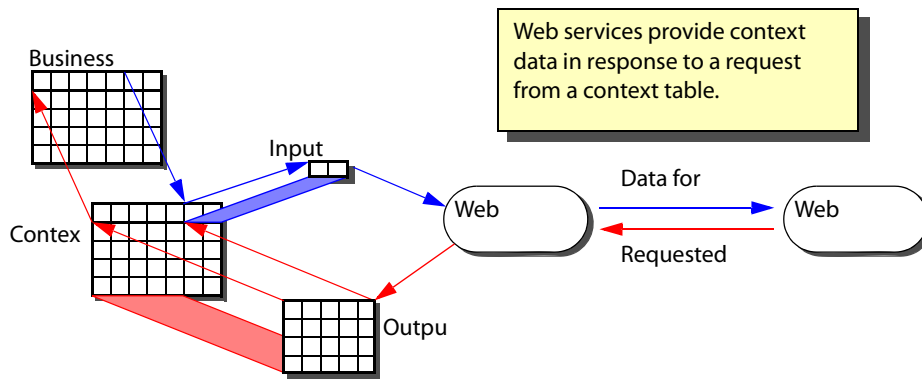 Web services provide context
data in response to a request
from a context table.
Business
Input
Data for
Web
Web
Contex
Requested
Outpu